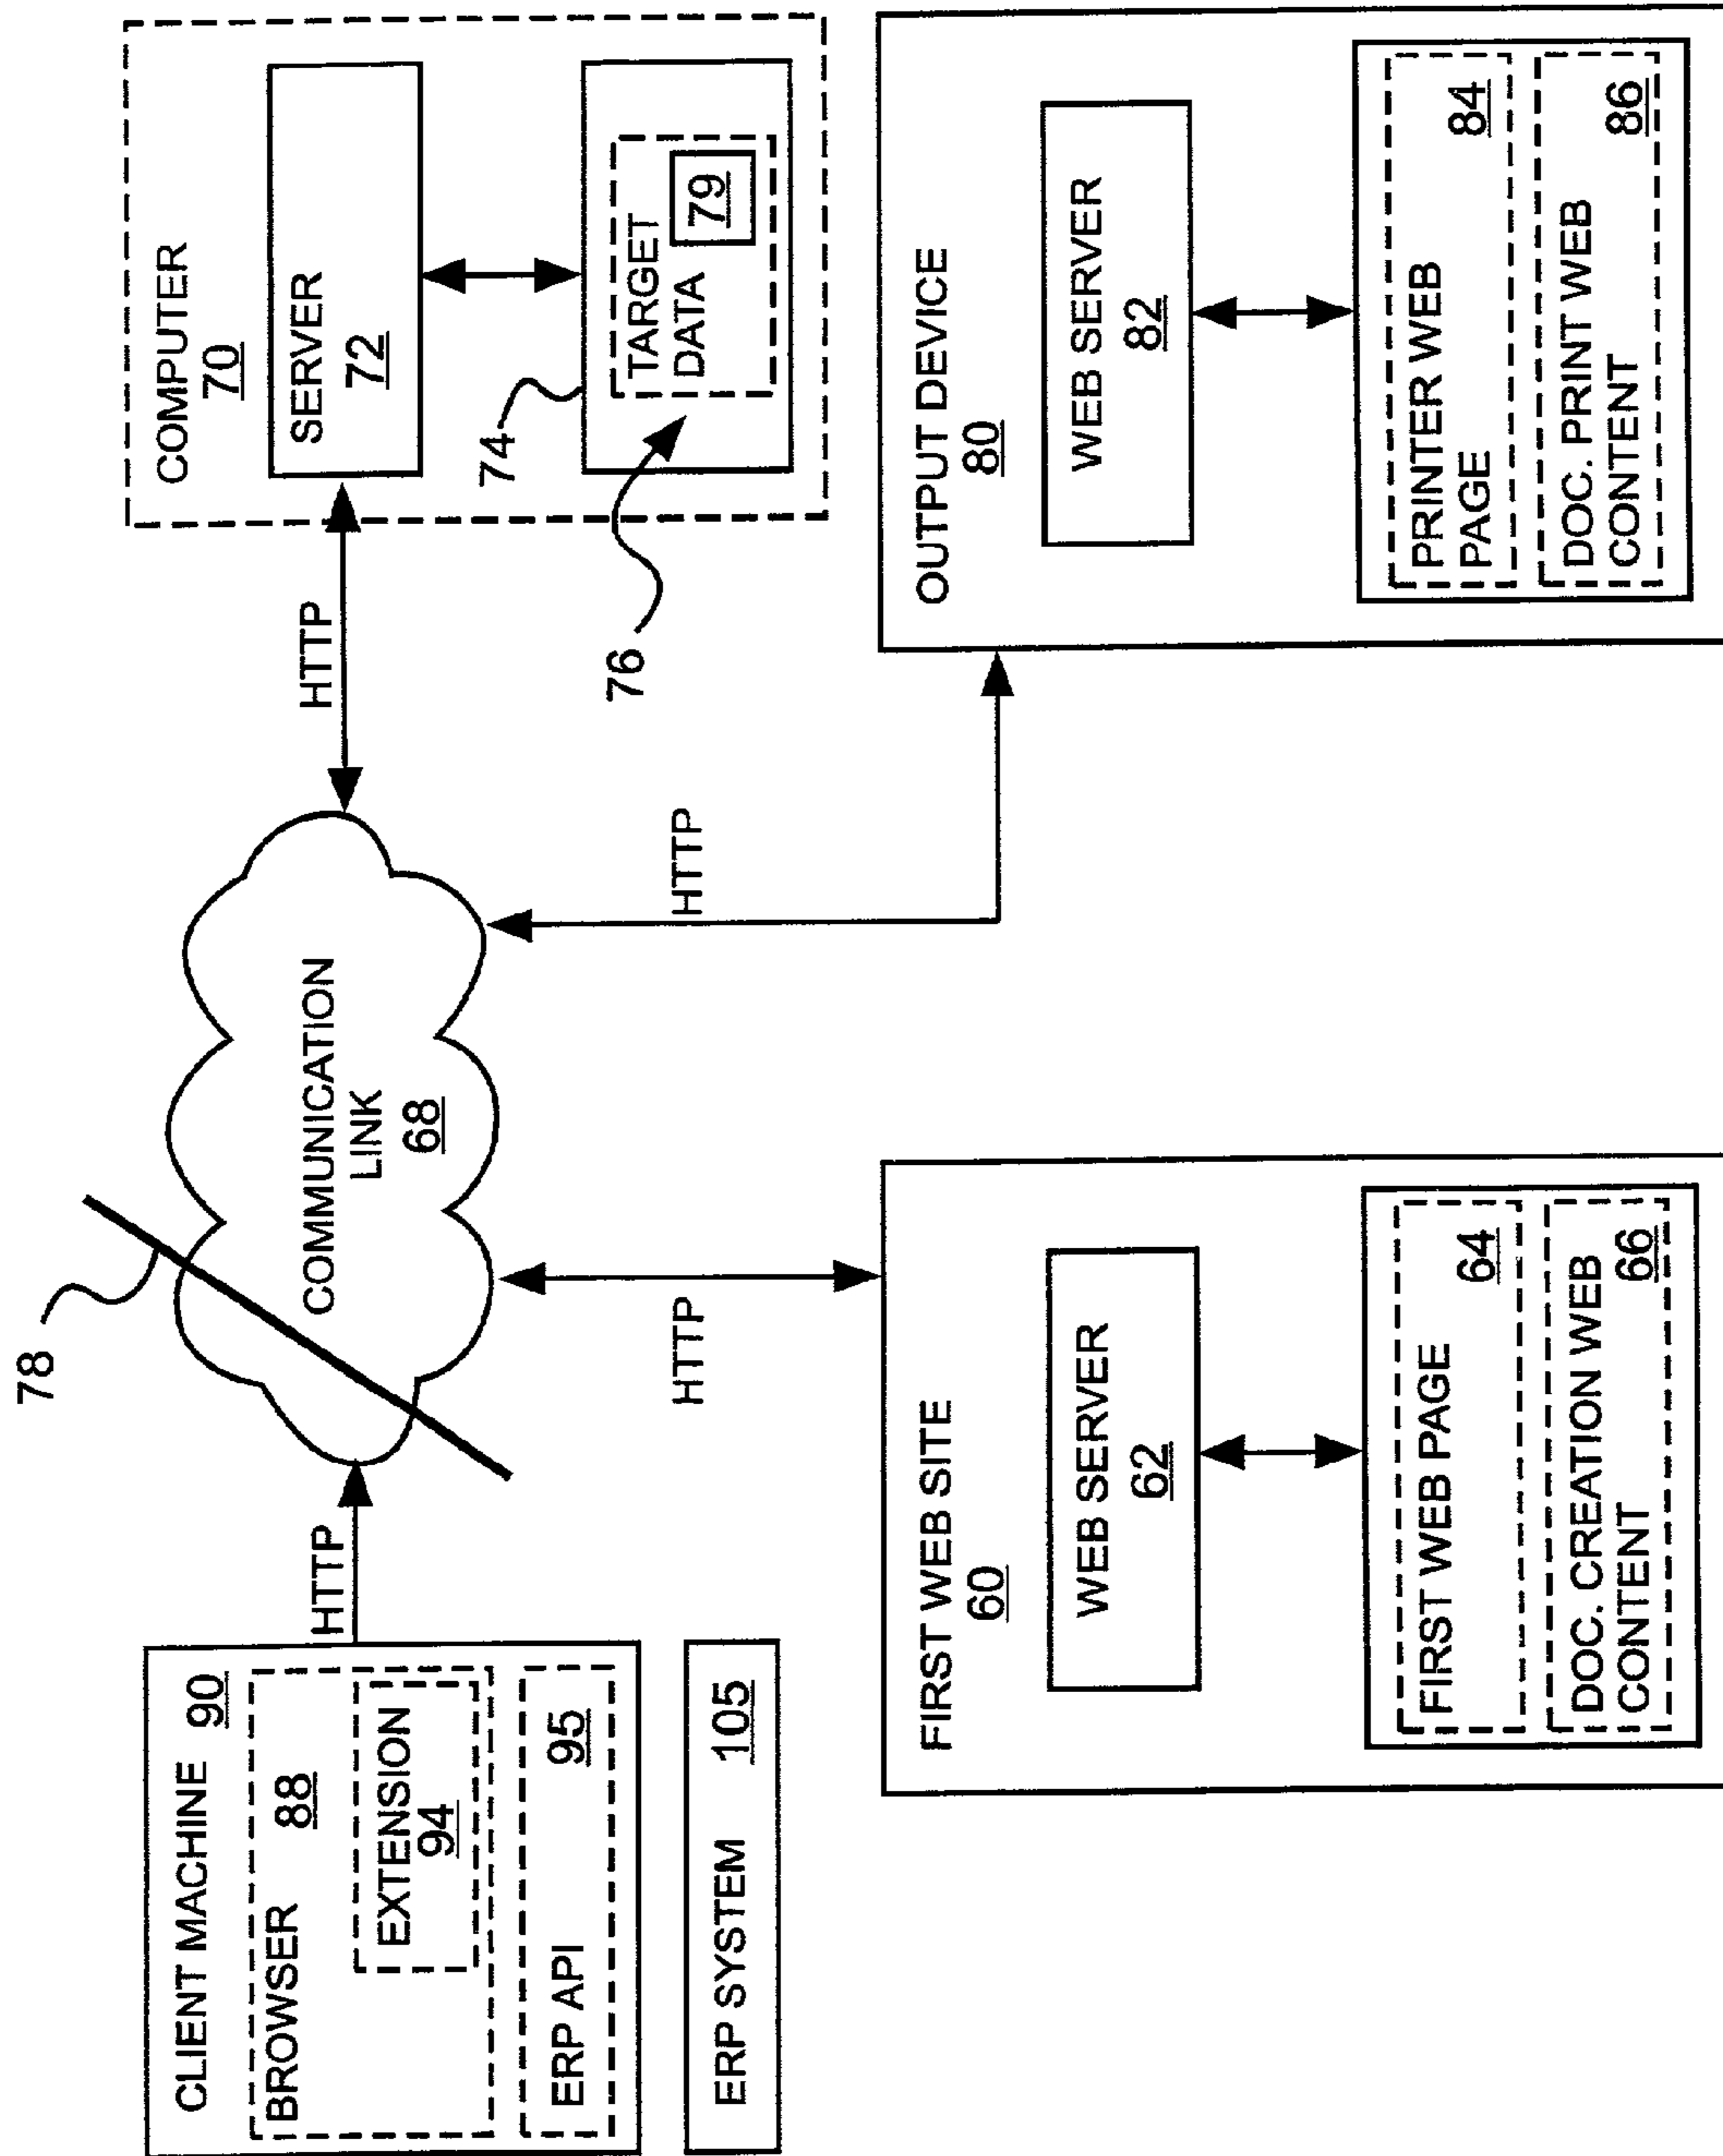 CLIENT MACHINE 90
BROWSER
88
EXTENSION
94
ERP API 95
ERP SYSTEM 105
HTTP
78
COMMUNICATION
LINK
68
HTTP
COMPUTER
70
SERVER
72
74
TARGET
DATA
79
76
HTTP
FIRST WEB SITE
60
WEB SERVER
62
FIRST WEB PAGE
64
DOC. CREATION WEB
CONTENT 66
HTTP
OUTPUT DEVICE
80
WEB SERVER
82
PRINTER WEB
PAGE 84
DOC. PRINT WEB
CONTENT 86